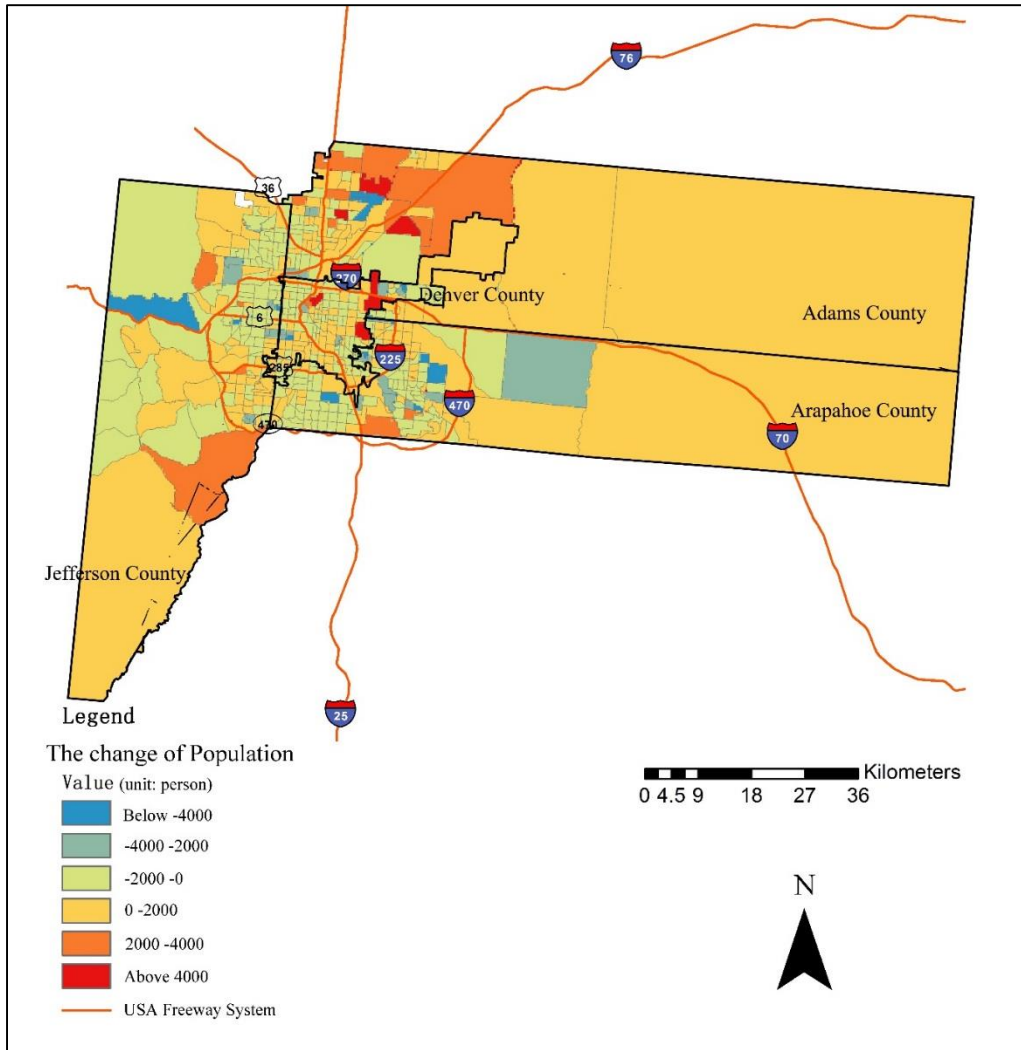 76
36
270
Denver County
6
Adams County
225
285
470
Arapahoe County
470
70
Jefferson County
25
Legend
The change of Population
Value (unit: person)
Below -4000
-4000 -2000
-2000 -0
0 -2000
2000 -4000
Above 4000
USA Freeway System
Kilometers
0 4.5 9 18 27 36
N